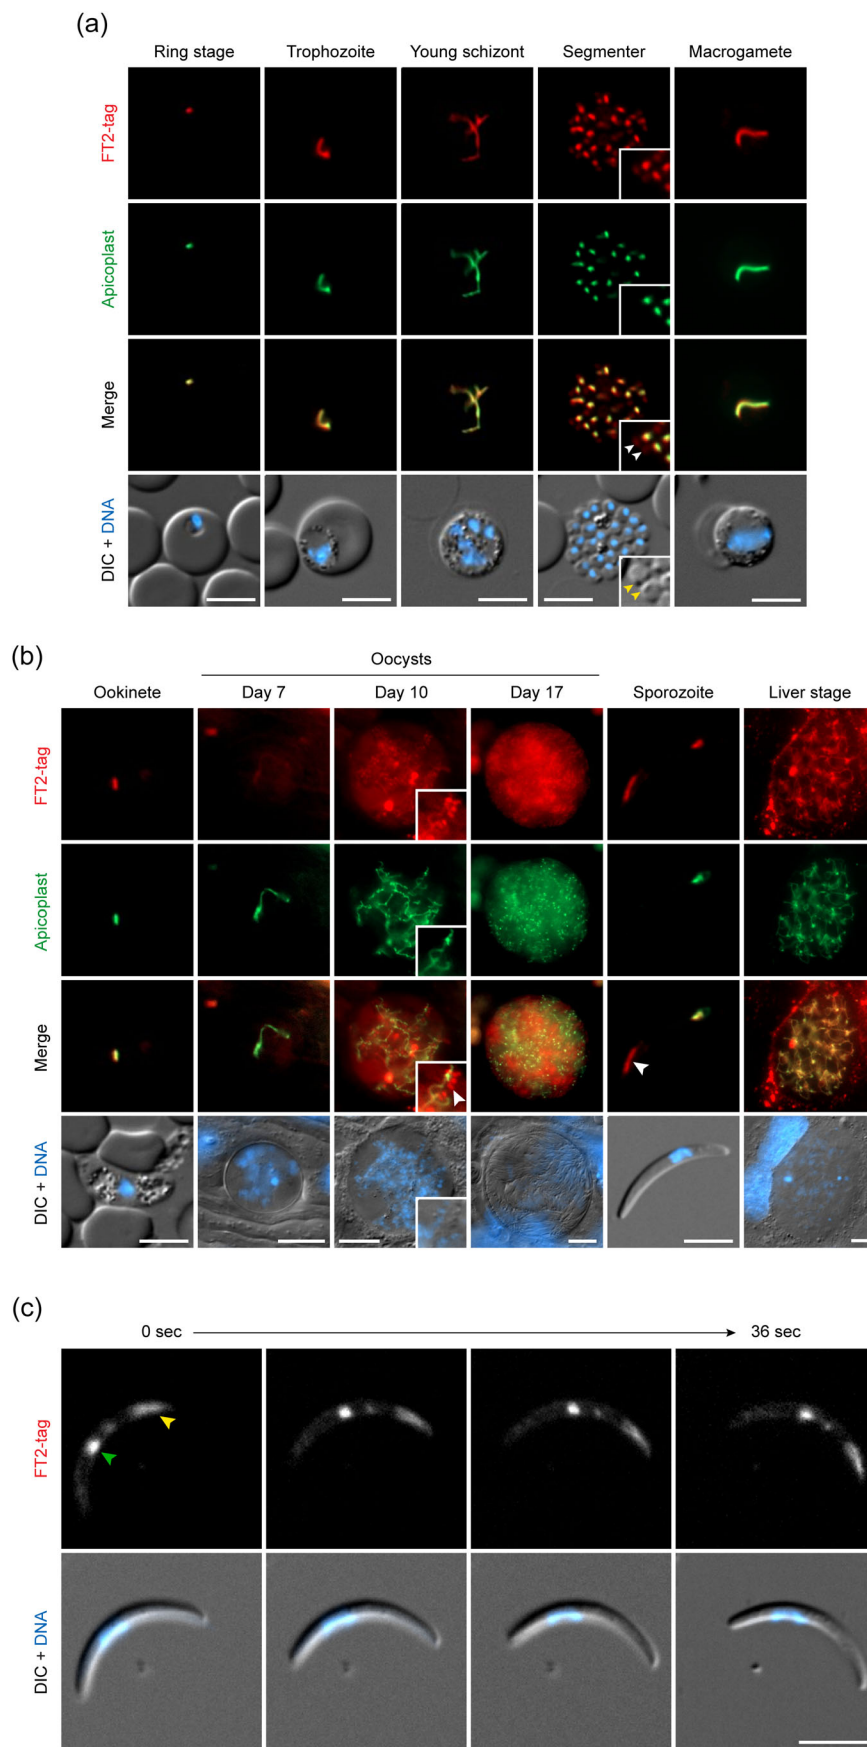 (a)
Ring stage Trophozoite Young schizont Segmenter Macrogamete
FT2-tag
Apicoplast
Merge
DIC + DNA
(b)
Oocysts
Ookinete Day 7 Day 10 Day 17 Sporozoite Liver stage
FT2-tag
Apicoplast
Merge
DIC + DNA
(c)
0 sec 36 sec
FT2-tag
DIC + DNA